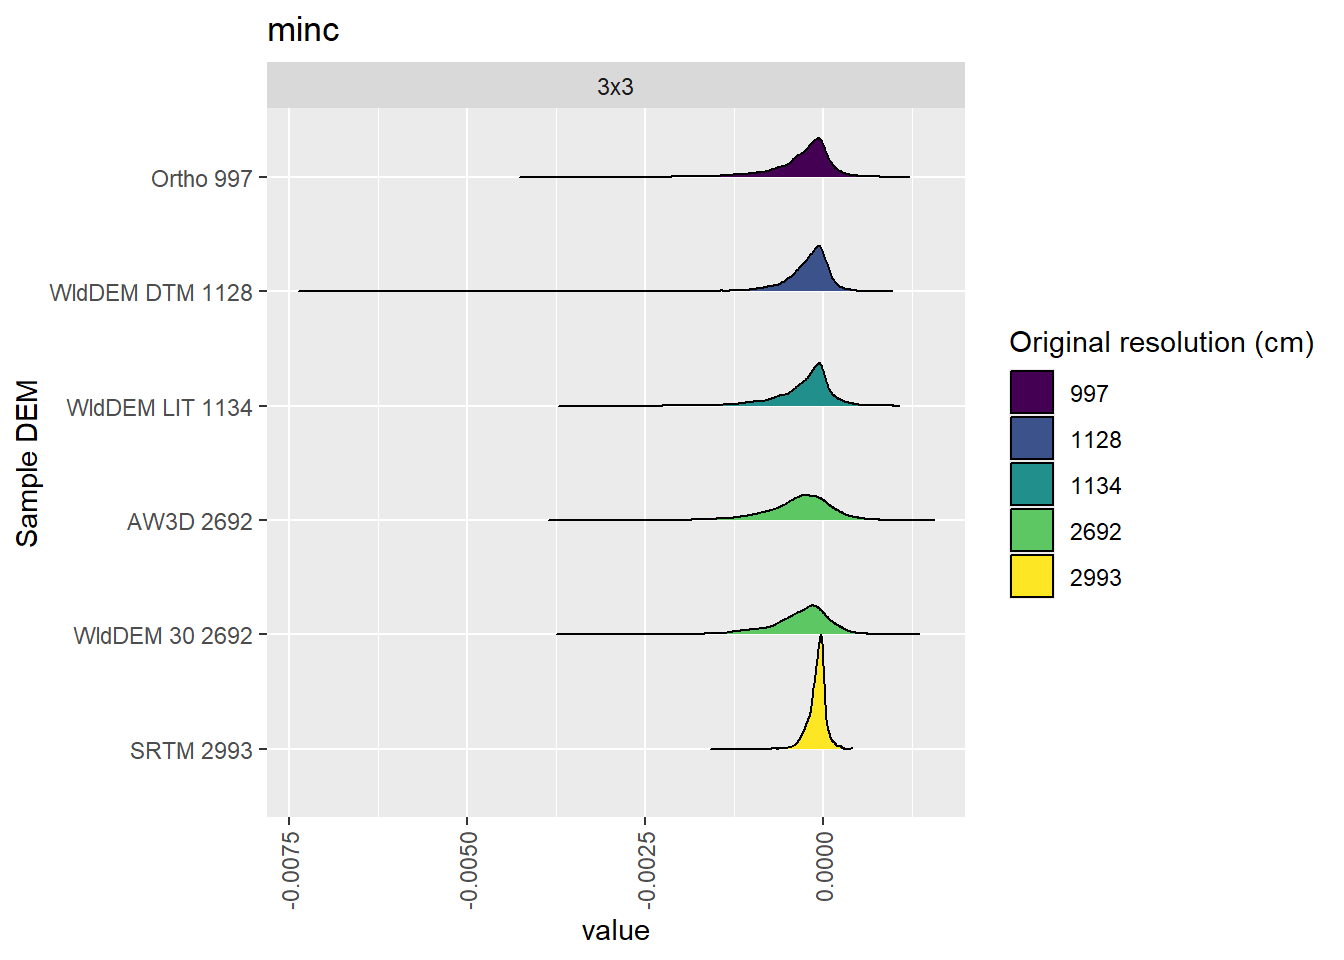 minc
3x3
Ortho 997
WldDEM DTM 1128
WldDEM LIT 1134
AW3D 2692
WldDEM 30 2692
SRTM 2993
Sample DEM
-0.0075
-0.0050
-0.0025
0.0000
value
Original resolution (cm)
997
1128
1134
2692
2993